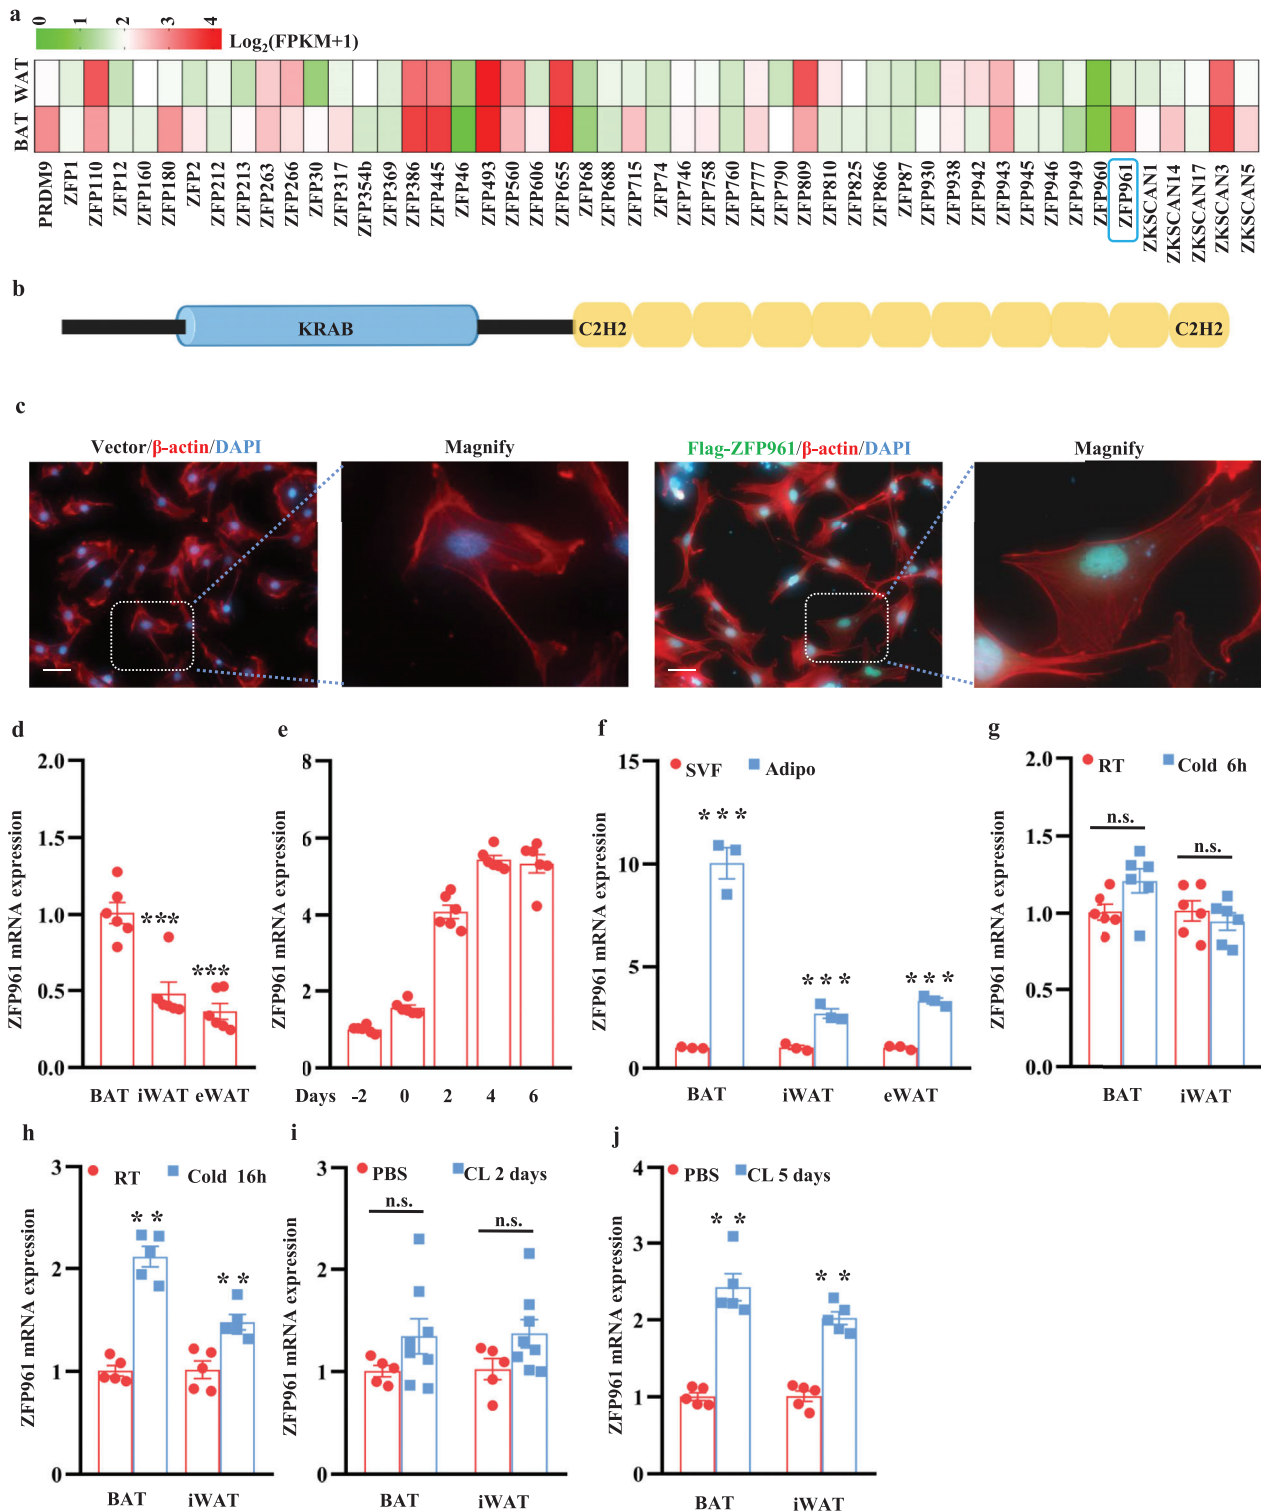 a
0 1 2 3 4
Log2(FPKM+1)
WAT
BAT
PRDM9 ZFP1 ZFP110 ZFP12 ZFP160 ZFP180 ZFP2 ZFP212 ZFP213 ZFP263 ZFP266 ZFP30 ZFP317 ZFP354b ZFP369 ZFP386 ZFP445 ZFP46 ZFP493 ZFP560 ZFP606 ZFP655 ZFP68 ZFP688 ZFP715 ZFP74 ZFP746 ZFP758 ZFP760 ZFP777 ZFP790 ZFP809 ZFP810 ZFP825 ZFP866 ZFP87 ZFP930 ZFP938 ZFP942 ZFP943 ZFP945 ZFP946 ZFP949 ZFP960 ZFP961 ZKSCAN1 ZKSCAN14 ZKSCAN17 ZKSCAN3 ZKSCAN5
b
KRAB C2H2 C2H2
c
Vector/β-actin/DAPI Magnify Flag-ZFP961/β-actin/DAPI Magnify
d
ZFP961 mRNA expression
2.0
1.5
1.0
0.5
0.0
***
***
BAT iWAT eWAT
e
ZFP961 mRNA expression
8
6
4
2
0
Days -2 0 2 4 6
f
SVF Adipo
ZFP961 mRNA expression
15
10
5
0
***
***
***
BAT iWAT eWAT
g
RT Cold 6h
ZFP961 mRNA expression
2.0
1.5
1.0
0.5
0.0
n.s.
n.s.
BAT iWAT
h
RT Cold 16h
ZFP961 mRNA expression
3
2
1
0
**
**
BAT iWAT
i
PBS CL 2 days
ZFP961 mRNA expression
3
2
1
0
n.s.
n.s.
BAT iWAT
j
PBS CL 5 days
ZFP961 mRNA expression
4
3
2
1
0
**
**
BAT iWAT